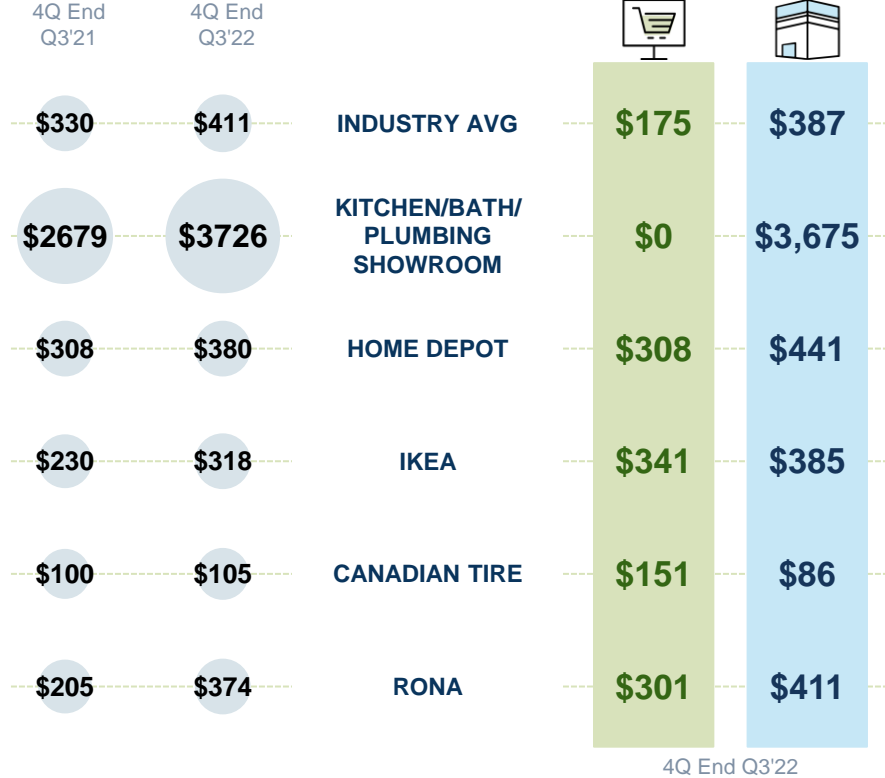 4Q End
Q3'21
4Q End
Q3'22
$330
$411
INDUSTRY AVG
$175
$387
$2679
$3726
KITCHEN/BATH/
PLUMBING
SHOWROOM
$0
$3,675
$308
$380
HOME DEPOT
$308
$441
$230
$318
IKEA
$341
$385
$100
$105
CANADIAN TIRE
$151
$86
$205
$374
RONA
$301
$411
4Q End Q3'22